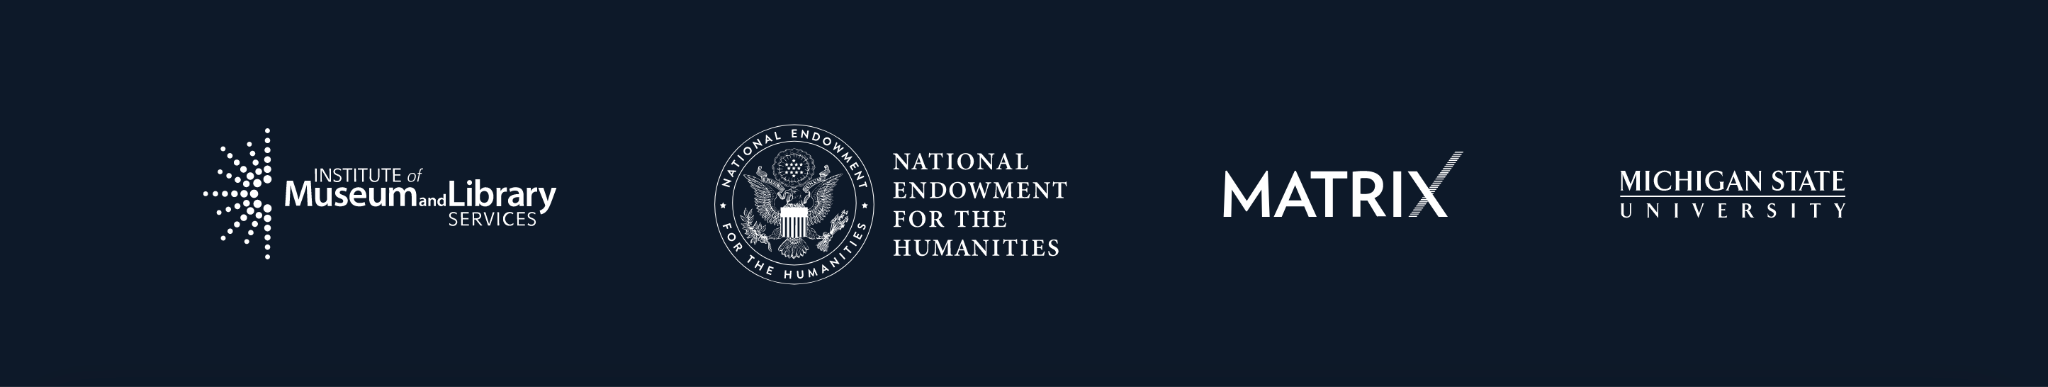 INSTITUTE of
Museum and Library
SERVICES
NATIONAL ENDOWMENT
FOR THE HUMANITIES
NATIONAL
ENDOWMENT
FOR THE
HUMANITIES
MATRIX
MICHIGAN STATE
UNIVERSITY